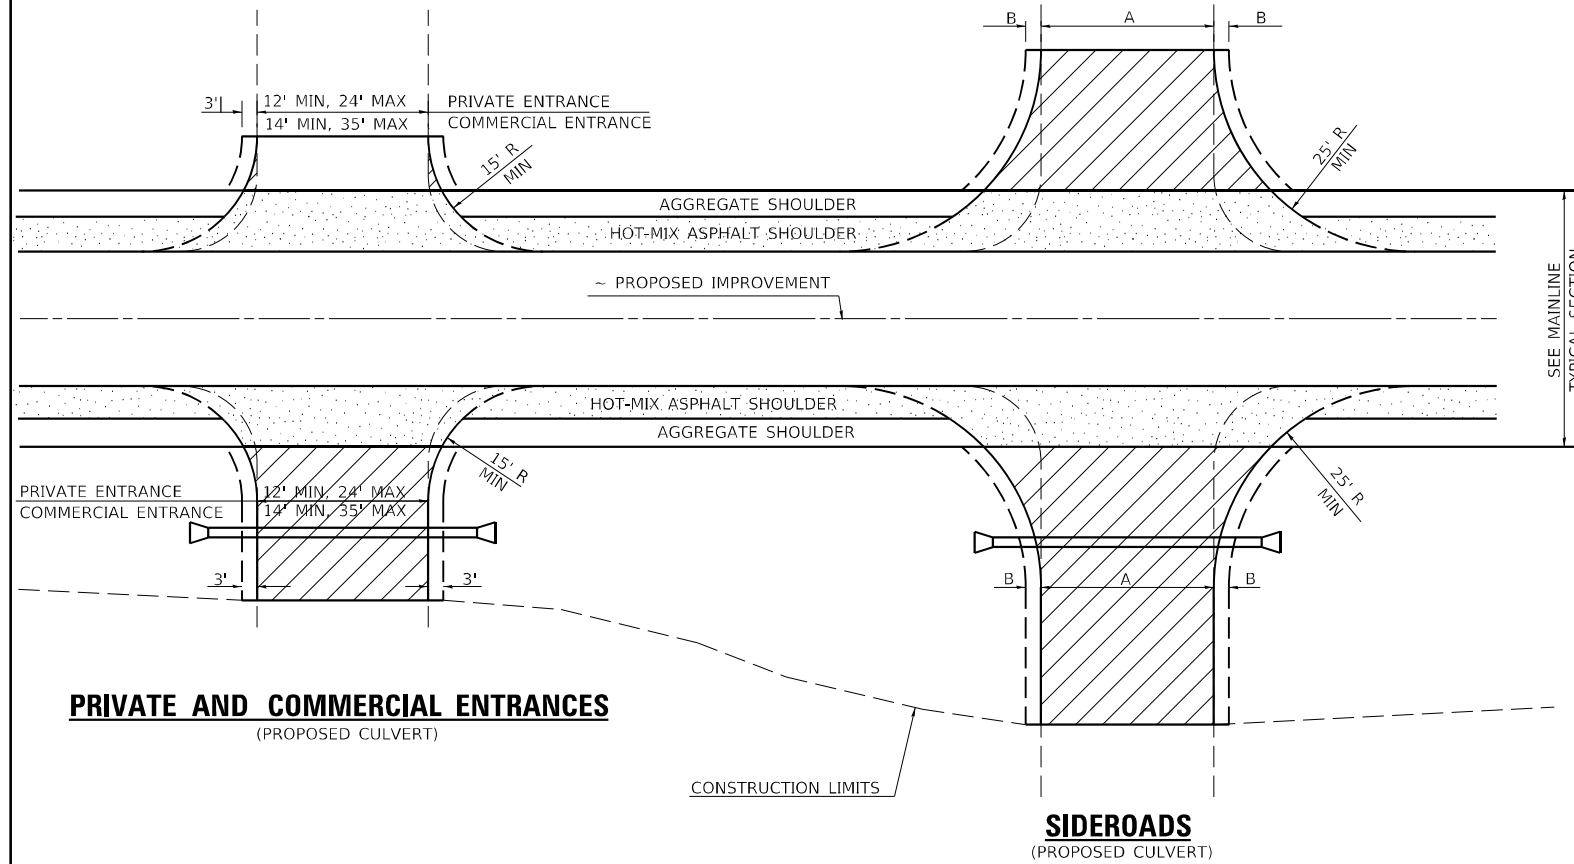 B A B
3' 12' MIN, 24' MAX PRIVATE ENTRANCE
14' MIN, 35' MAX COMMERCIAL ENTRANCE
15' R
MIN
25' R
MIN
AGGREGATE SHOULDER
HOT-MIX ASPHALT SHOULDER
~ PROPOSED IMPROVEMENT
SEE MAINLINE
TYPICAL SECTION
HOT-MIX ASPHALT SHOULDER
AGGREGATE SHOULDER
15' R
MIN
25' R
MIN
PRIVATE ENTRANCE 12' MIN, 24' MAX
COMMERCIAL ENTRANCE 14' MIN, 35' MAX
3' 3'
B A B
PRIVATE AND COMMERCIAL ENTRANCES
(PROPOSED CULVERT)
CONSTRUCTION LIMITS
SIDEROADS
(PROPOSED CULVERT)